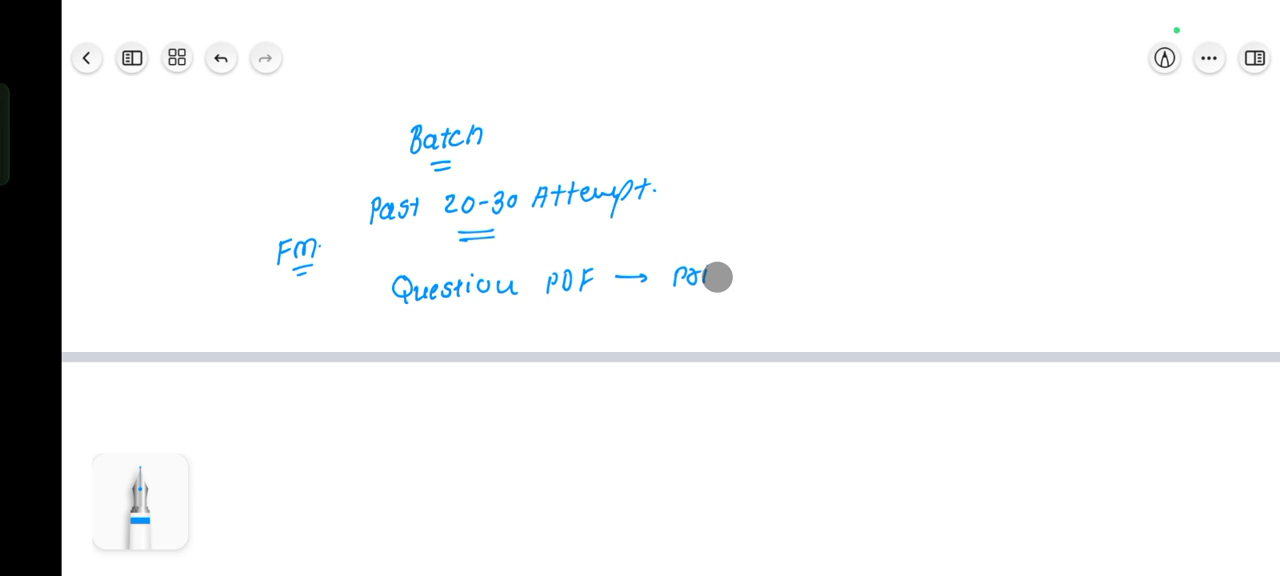 Batch
Past 20-30 Attempt.
FM.
Question PDF →